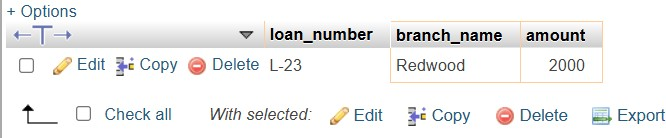 + Options
loan_number branch_name amount
Edit Copy Delete L-23 Redwood 2000
Check all With selected: Edit Copy Delete Export